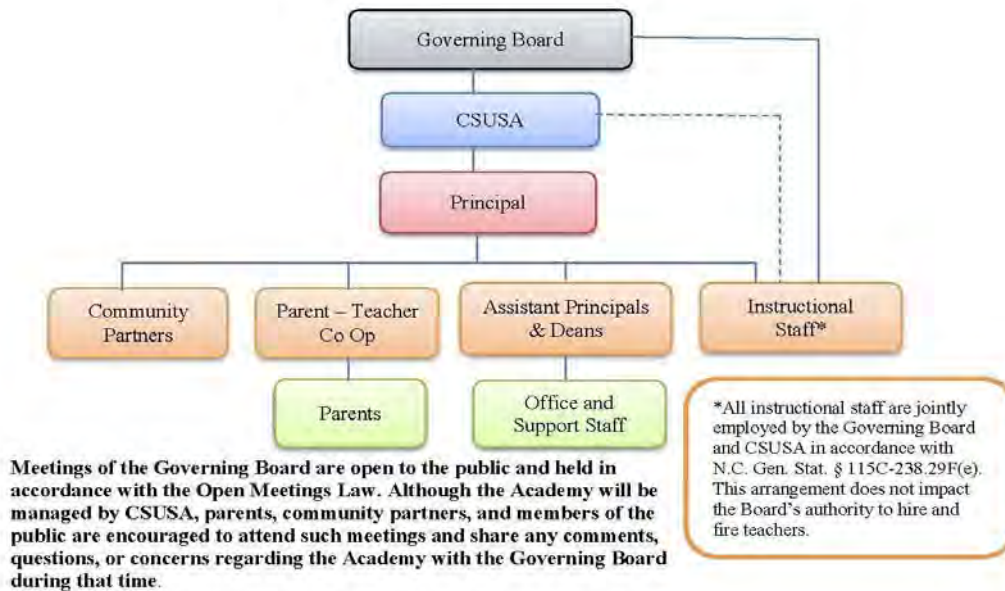 Governing Board
CSUSA
Principal
Community
Partners
Parent – Teacher
Co Op
Assistant Principals
& Deans
Instructional
Staff*
Parents
Office and
Support Staff
*All instructional staff are jointly
employed by the Governing Board
and CSUSA in accordance with
N.C. Gen. Stat. § 115C-238.29F(e).
This arrangement does not impact
the Board's authority to hire and
fire teachers.
Meetings of the Governing Board are open to the public and held in
accordance with the Open Meetings Law. Although the Academy will be
managed by CSUSA, parents, community partners, and members of the
public are encouraged to attend such meetings and share any comments,
questions, or concerns regarding the Academy with the Governing Board
during that time.